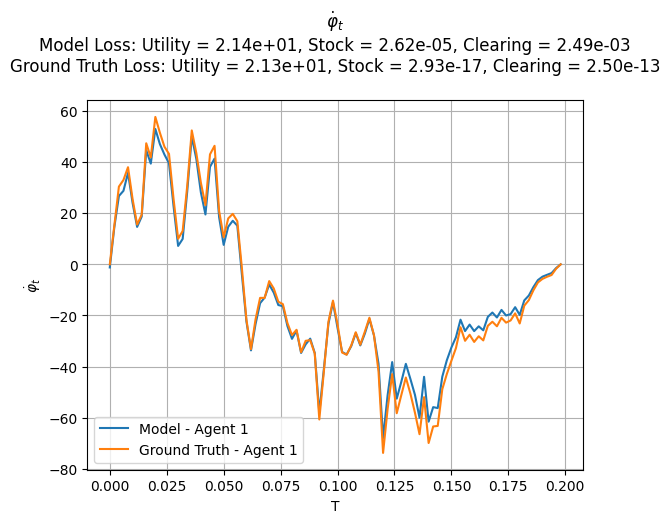 φ̇ₜ
Model Loss: Utility = 2.14e+01, Stock = 2.62e-05, Clearing = 2.49e-03
Ground Truth Loss: Utility = 2.13e+01, Stock = 2.93e-17, Clearing = 2.50e-13
60
40
20
0
−20
−40
−60
−80
φ̇ₜ
Model - Agent 1
Ground Truth - Agent 1
0.000 0.025 0.050 0.075 0.100 0.125 0.150 0.175 0.200
T